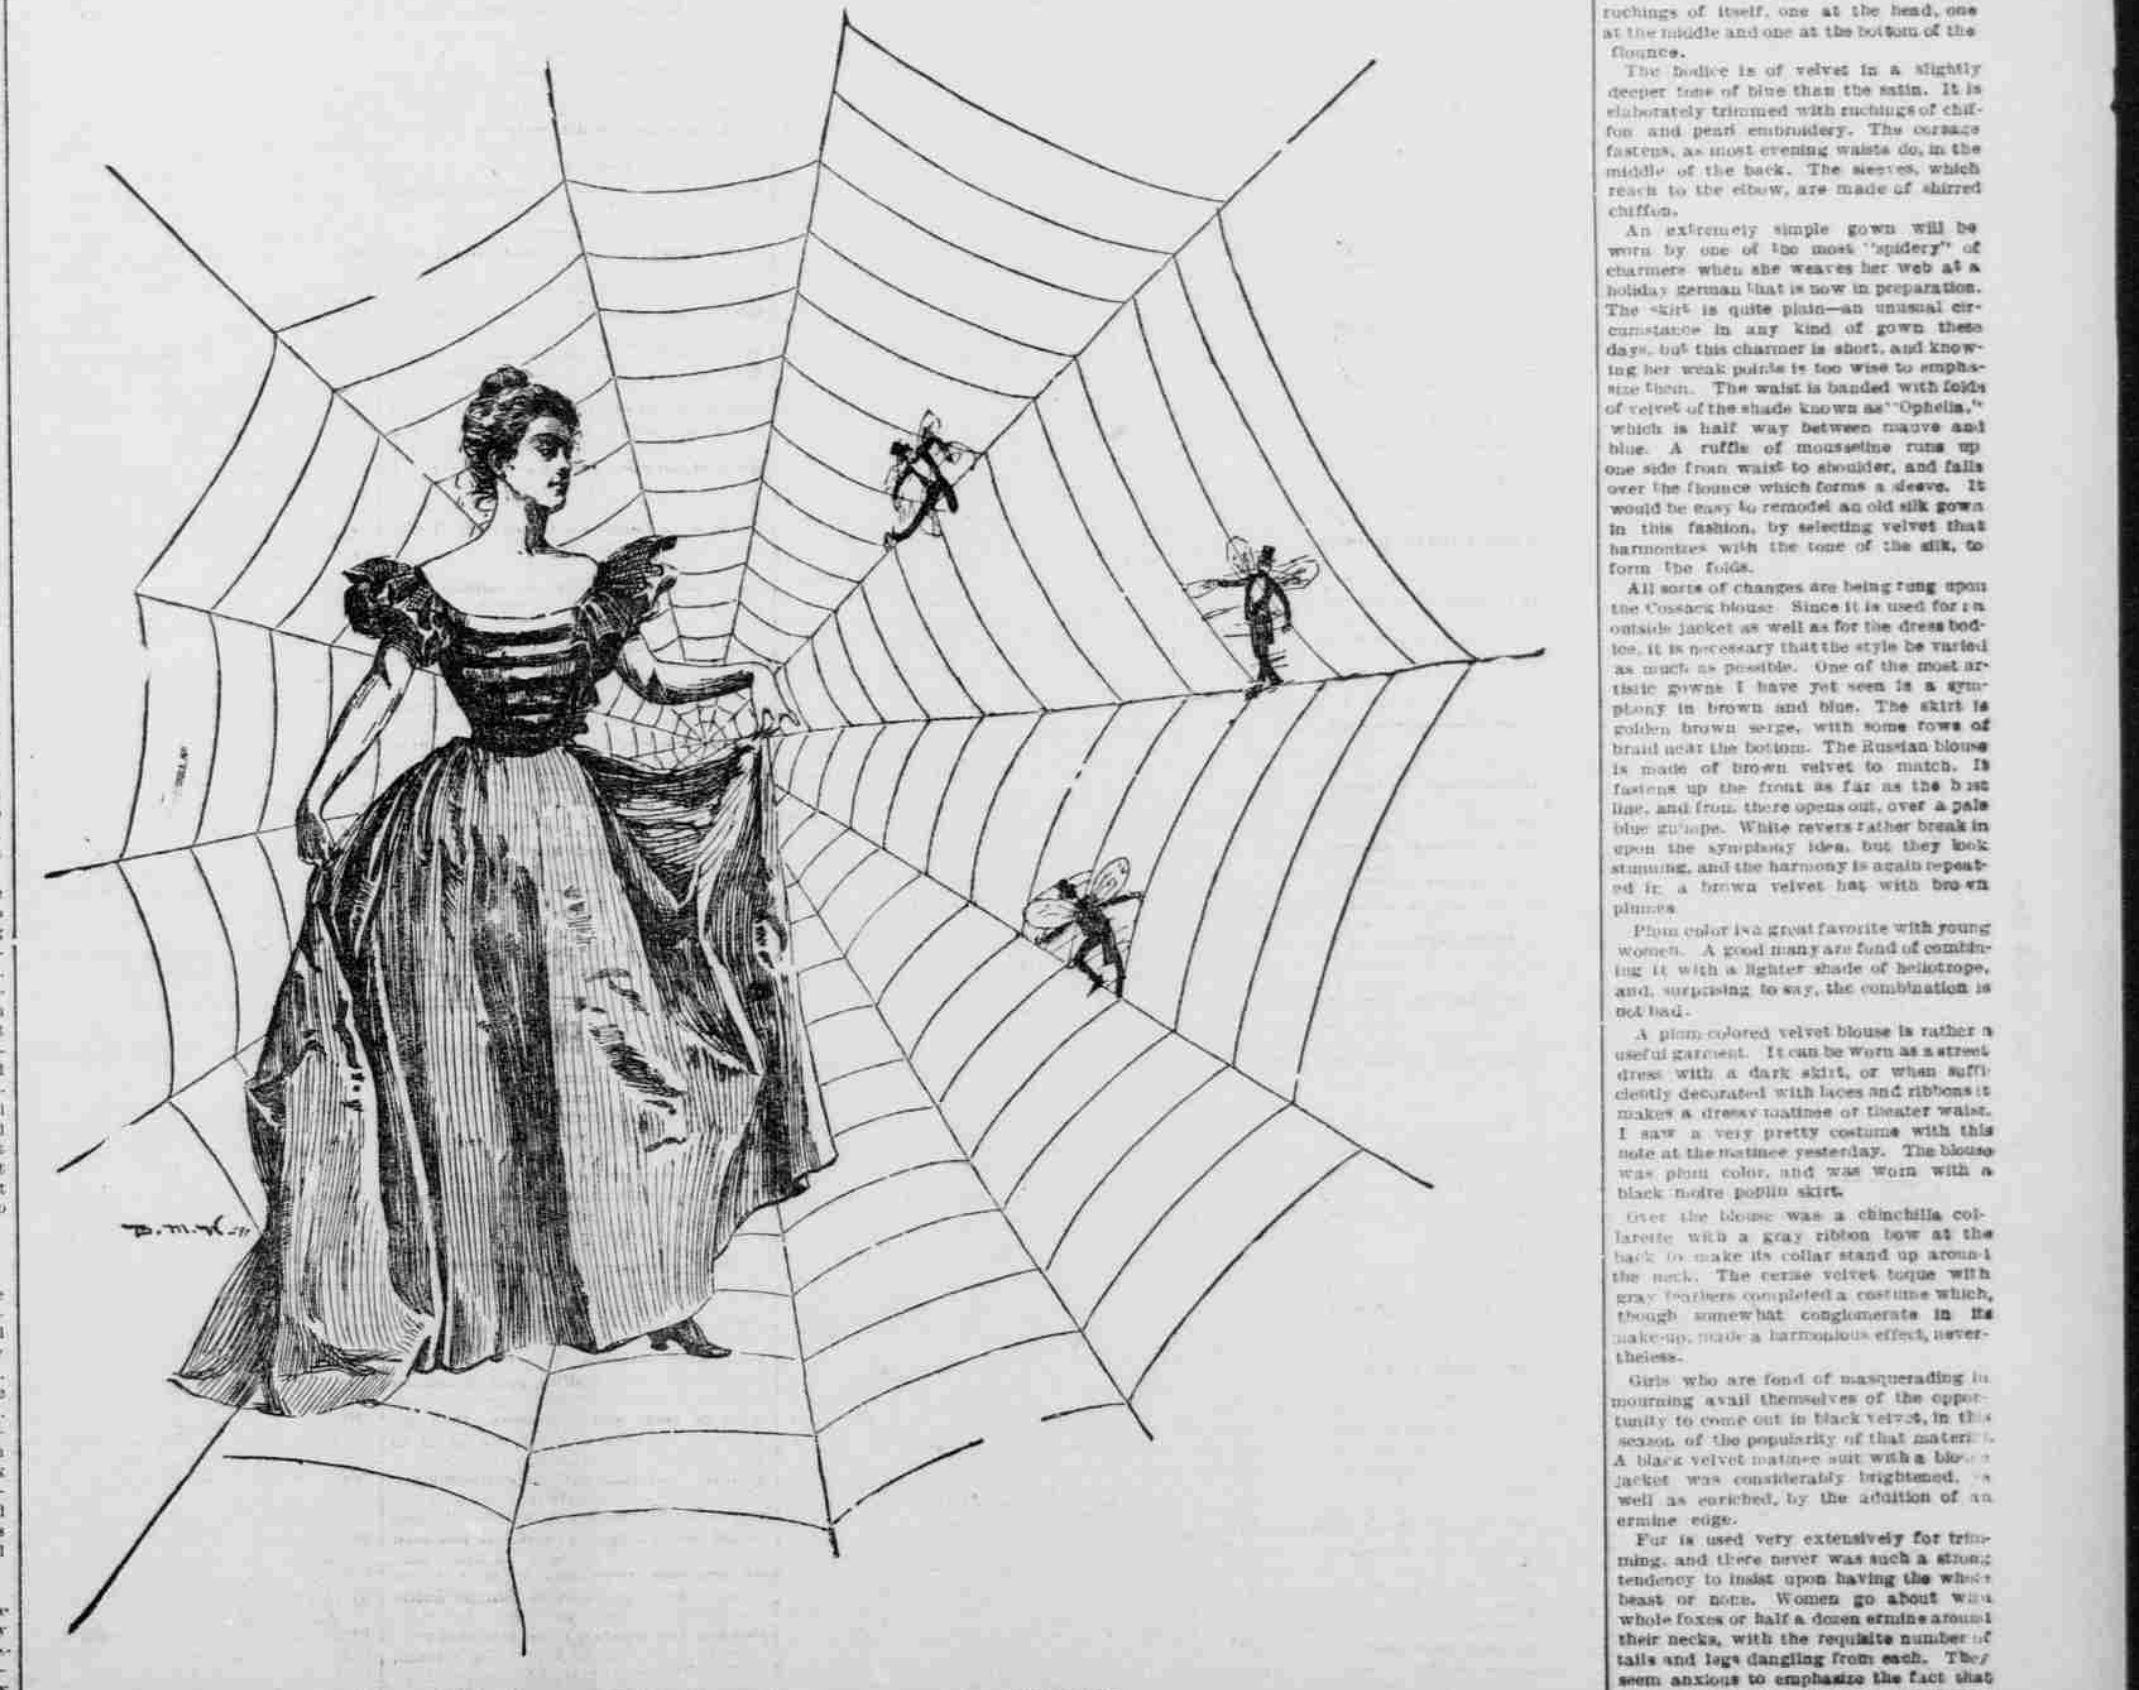 B. M. W.
ruchings of itself, one at the head, one
at the middle and one at the bottom of the
flounce.
The bodice is of velvet in a slightly
deeper tone of blue than the satin. It is
elaborately trimmed with ruchings of chif-
fon and pearl embroidery. The corsage
fastens, as most evening waists do, in the
middle of the back. The sleeves, which
reach to the elbow, are made of shirred
chiffon.
An extremely simple gown will be
worn by one of the most "spidery" of
charmers when she weaves her web at a
holiday german that is now in preparation.
The skirt is quite plain—an unusual cir-
cumstance in any kind of gown these
days, but this charmer is short, and know-
ing her weak points is too wise to empha-
size them. The waist is banded with folds
of velvet of the shade known as "Ophelia,"
which is half way between mauve and
blue. A ruffle of mousseline runs up
one side from waist to shoulder, and falls
over the flounce which forms a sleeve. It
would be easy to remodel an old silk gown
in this fashion, by selecting velvet that
harmonizes with the tone of the silk, to
form the folds.
All sorts of changes are being rung upon
the Cossack blouse. Since it is used for an
outside jacket as well as for the dress bod-
ice, it is necessary that the style be varied
as much as possible. One of the most ar-
tistic gowns I have yet seen is a sym-
phony in brown and blue. The skirt is
golden brown serge, with some rows of
braid near the bottom. The Russian blouse
is made of brown velvet to match. It
fastens up the front as far as the bust
line, and from there opens out, over a pale
blue guimpe. White revers rather break in
upon the symphony idea, but they look
stunning, and the harmony is again repeat-
ed in a brown velvet hat with brown
plumes
Plum color is a great favorite with young
women. A good many are fond of combin-
ing it with a lighter shade of heliotrope,
and, surprising to say, the combination is
not bad.
A plum-colored velvet blouse is rather a
useful garment. It can be worn as a street
dress with a dark skirt, or when suffi-
ciently decorated with laces and ribbons it
makes a dressy matinee or theater waist.
I saw a very pretty costume with this
note at the matinee yesterday. The blouse
was plum color, and was worn with a
black moire poplin skirt.
Over the blouse was a chinchilla col-
larette with a gray ribbon bow at the
back to make its collar stand up around
the neck. The cerise velvet toque with
gray feathers completed a costume which,
though somewhat conglomerate in its
make-up, made a harmonious effect, never-
theless.
Girls who are fond of masquerading in
mourning avail themselves of the oppor-
tunity to come out in black velvet, in this
season of the popularity of that material.
A black velvet matinee suit with a blouse
jacket was considerably brightened, as
well as enriched, by the addition of an
ermine edge.
Fur is used very extensively for trim-
ming, and there never was such a strong
tendency to insist upon having the whole
beast or none. Women go about with
whole foxes or half a dozen ermine around
their necks, with the requisite number of
tails and legs dangling from each. They
seem anxious to emphasize the fact that